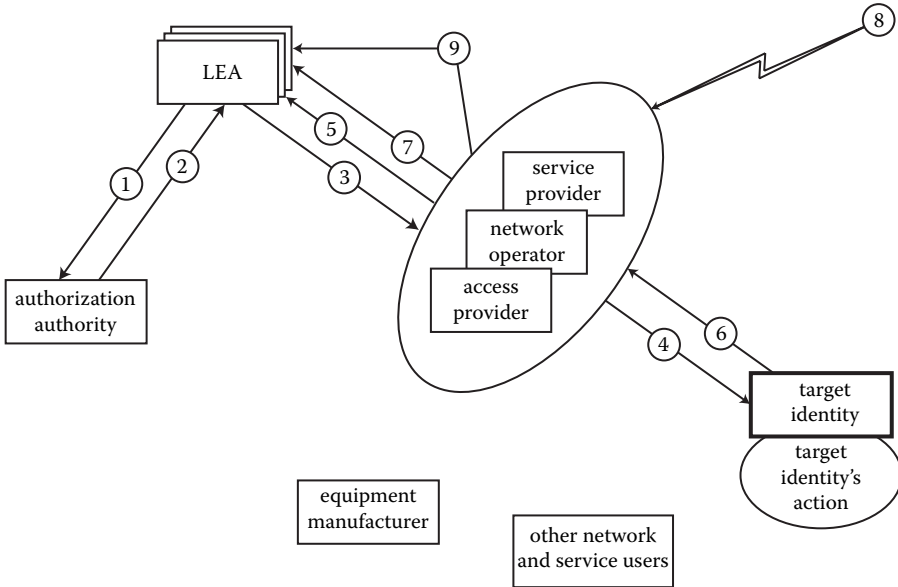 8
9
LEA
5
7
2
3
1
service
provider
network
operator
access
provider
authorization
authority
6
4
target
identity
target
identity's
action
equipment
manufacturer
other network
and service users